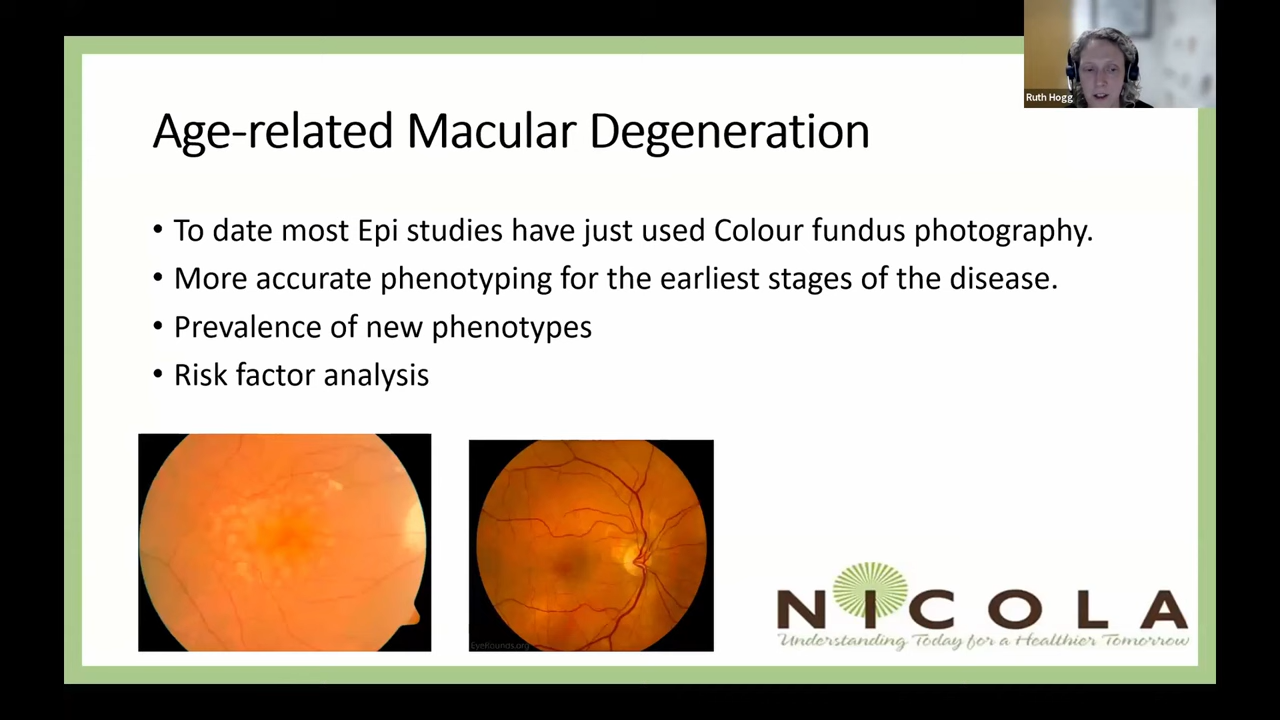 Ruth Hogg
Age-related Macular Degeneration
• To date most Epi studies have just used Colour fundus photography.
• More accurate phenotyping for the earliest stages of the disease.
• Prevalence of new phenotypes
• Risk factor analysis
EyeRounds.org
NICOLA
Understanding Today for a Healthier Tomorrow